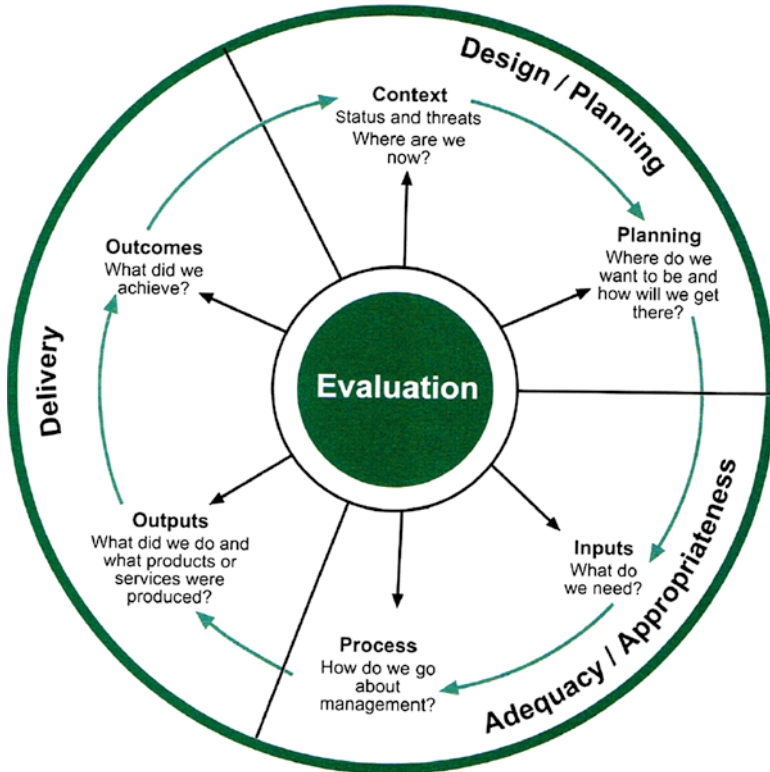 Design / Planning
Context
Status and threats
Where are we
now?
Planning
Where do we
want to be and
how will we get
there?
Outcomes
What did we
achieve?
Delivery
Evaluation
Outputs
What did we do and
what products or
services were
produced?
Inputs
What do
we need?
Process
How do we go
about
management?
Adequacy / Appropriateness